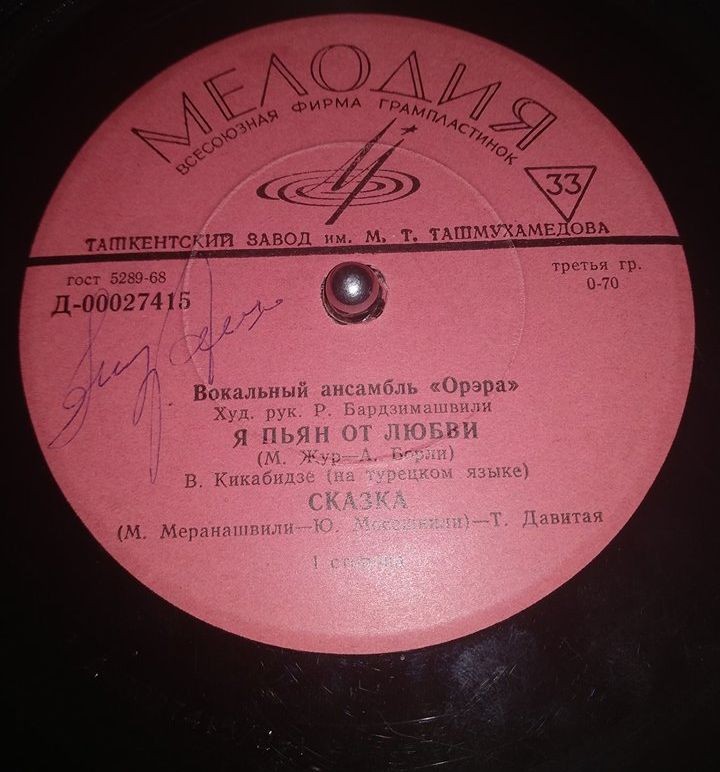 МЕЛОДИЯ
ВСЕСОЮЗНАЯ ФИРМА ГРАМПЛАСТИНОК
33
ТАШКЕНТСКИЙ ЗАВОД им. М. Т. ТАШМУХАМЕДОВА
гост 5289-68
Д-00027415
третья гр.
0-70
Вокальный ансамбль «Орэра»
Худ. рук. Р. Бардзимашвили
Я ПЬЯН ОТ ЛЮБВИ
(М. Жур—А. Борли)
В. Кикабидзе (на турецком языке)
СКАЗКА
(М. Меранашвили—Ю. —Т. Давитая
I сторона